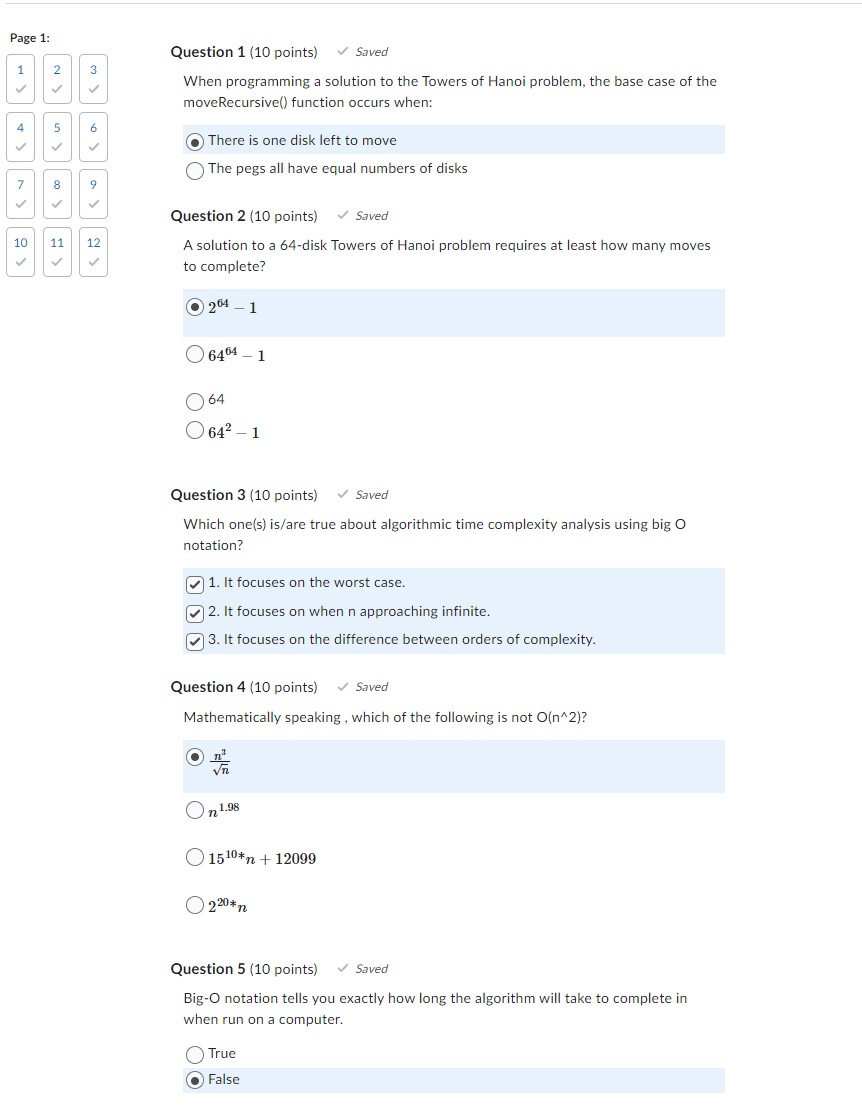 Page 1:
1 2 3
4 5 6
7 8 9
10 11 12
Question 1 (10 points) Saved
When programming a solution to the Towers of Hanoi problem, the base case of the
moveRecursive() function occurs when:
There is one disk left to move
The pegs all have equal numbers of disks
Question 2 (10 points) Saved
A solution to a 64-disk Towers of Hanoi problem requires at least how many moves
to complete?
2^64 − 1
64^64 − 1
64
64^2 − 1
Question 3 (10 points) Saved
Which one(s) is/are true about algorithmic time complexity analysis using big O
notation?
1. It focuses on the worst case.
2. It focuses on when n approaching infinite.
3. It focuses on the difference between orders of complexity.
Question 4 (10 points) Saved
Mathematically speaking , which of the following is not O(n^2)?
n^3/√n
n^1.98
15^10* n + 12099
2^20* n
Question 5 (10 points) Saved
Big-O notation tells you exactly how long the algorithm will take to complete in
when run on a computer.
True
False